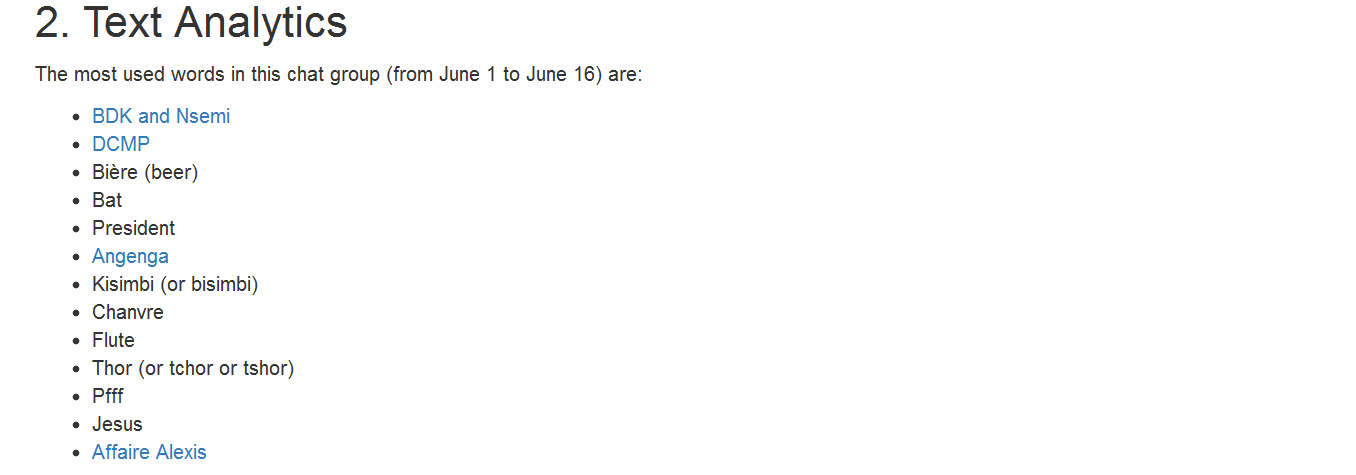 2. Text Analytics
The most used words in this chat group (from June 1 to June 16) are:
BDK and Nsemi
DCMP
Bière (beer)
Bat
President
Angenga
Kisimbi (or bisimbi)
Chanvre
Flute
Thor (or tchor or tshor)
Pfff
Jesus
Affaire Alexis